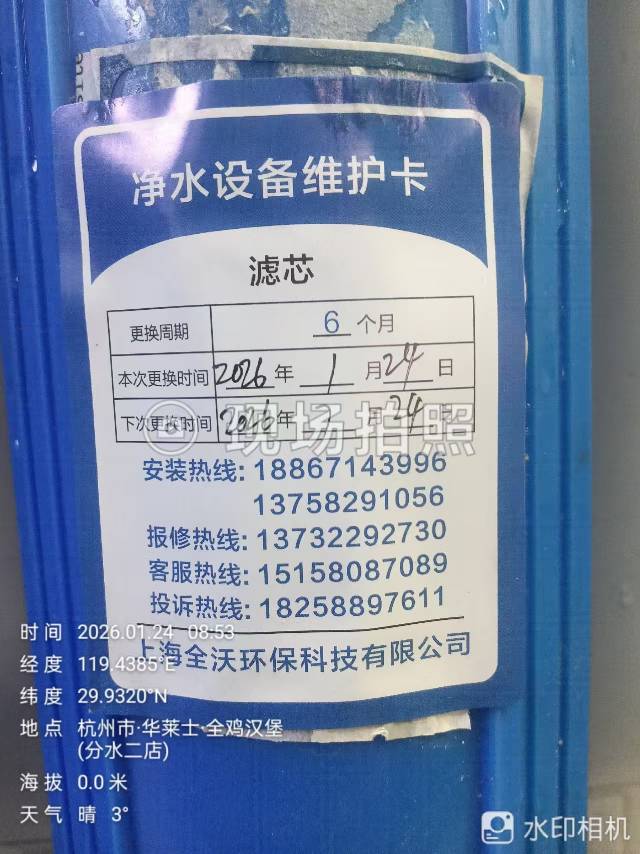 净水设备维护卡
滤芯
更换周期 6 个月
本次更换时间 2026 年 1 月 24 日
下次更换时间 2026 年 月 24 日
现场拍照
安装热线: 18867143996
13758291056
报修热线: 13732292730
客服热线: 15158087089
投诉热线: 18258897611
上海全沃环保科技有限公司
时间 2026.01.24 08:53
经度 119.4385°E
纬度 29.9320°N
地点 杭州市·华莱士·全鸡汉堡
(分水二店)
海拔 0.0 米
天气 晴 3°
水印相机